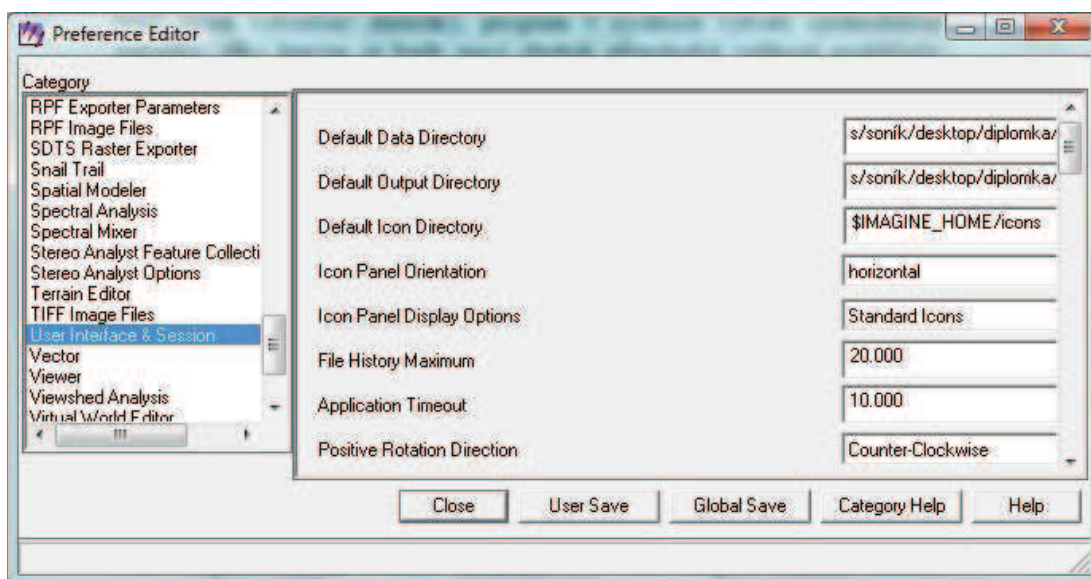 Preference Editor
Category
RPF Exporter Parameters
RPF Image Files
SDTS Raster Exporter
Snail Trail
Spatial Modeler
Spectral Analysis
Spectral Mixer
Stereo Analyst Feature Collecti
Stereo Analyst Options
Terrain Editor
TIFF Image Files
User Interface & Session
Vector
Viewer
Viewshed Analysis
Virtual World Editor
Default Data Directory s/soník/desktop/diplomka/
Default Output Directory s/soník/desktop/diplomka/
Default Icon Directory $IMAGINE_HOME/icons
Icon Panel Orientation horizontal
Icon Panel Display Options Standard Icons
File History Maximum 20.000
Application Timeout 10.000
Positive Rotation Direction Counter-Clockwise
Close User Save Global Save Category Help Help